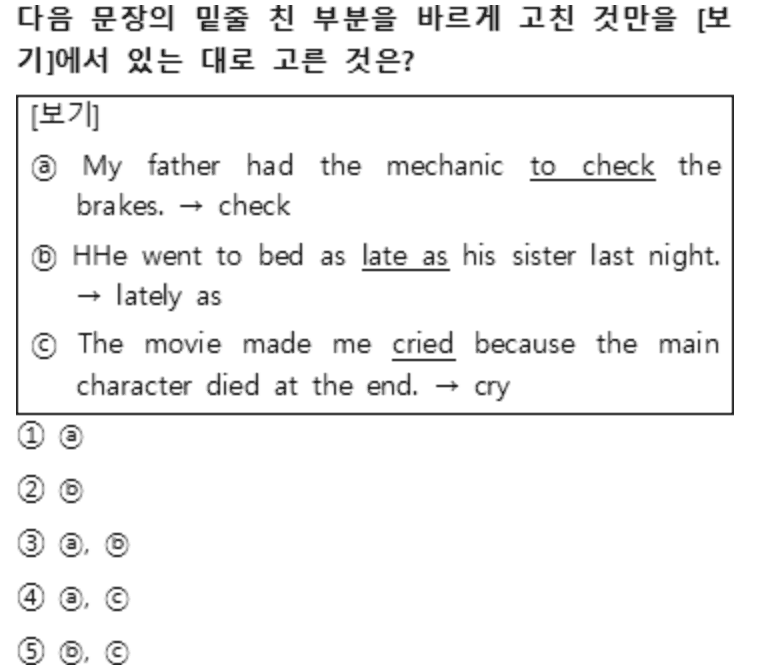 다음 문장의 밑줄 친 부분을 바르게 고친 것만을 [보
기]에서 있는 대로 고른 것은?
[보기]
ⓐ My father had the mechanic to check the
brakes. → check
ⓑ HHe went to bed as late as his sister last night.
→ lately as
ⓒ The movie made me cried because the main
character died at the end. → cry
① ⓐ
② ⓑ
③ ⓐ, ⓑ
④ ⓐ, ⓒ
⑤ ⓑ, ⓒ